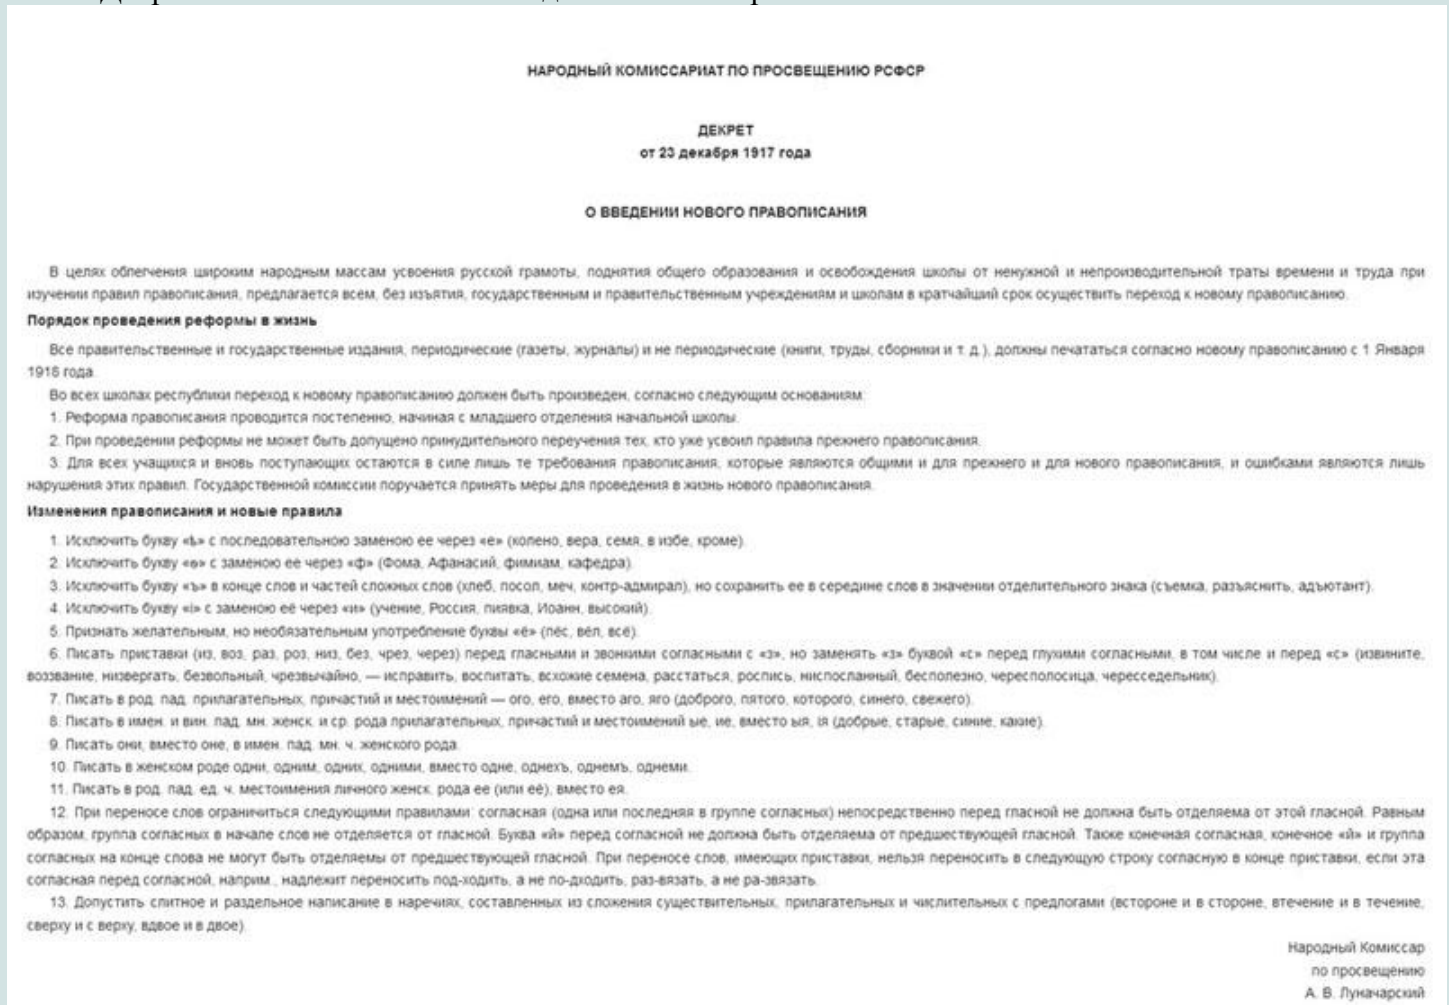 НАРОДНЫЙ КОМИССАРИАТ ПО ПРОСВЕЩЕНИЮ РСФСР
ДЕКРЕТ
от 23 декабря 1917 года
О ВВЕДЕНИИ НОВОГО ПРАВОПИСАНИЯ
В целях облегчения широким народным массам усвоения русской грамоты, поднятия общего образования и освобождения школы от ненужной и непроизводительной траты времени и труда при
изучении правил правописания, предлагается всем, без изъятия, государственным и правительственным учреждениям и школам в кратчайший срок осуществить переход к новому правописанию.
Порядок проведения реформы в жизнь
Все правительственные и государственные издания, периодические (газеты, журналы) и не периодические (книги, труды, сборники и т. д.), должны печататься согласно новому правописанию с 1 Января
1918 года.
Во всех школах республики переход к новому правописанию должен быть произведен, согласно следующим основаниям:
1. Реформа правописания проводится постепенно, начиная с младшего отделения начальной школы.
2. При проведении реформы не может быть допущено принудительного переучения тех, кто уже усвоил правила прежнего правописания.
3. Для всех учащихся и вновь поступающих остаются в силе лишь те требования правописания, которые являются общими и для прежнего и для нового правописания, и ошибками являются лишь
нарушения этих правил. Государственной комиссии поручается принять меры для проведения в жизнь нового правописания.
Изменения правописания и новые правила
1. Исключить букву «ѣ» с последовательною заменою ее через «е» (колено, вера, семя, в избе, кроме).
2. Исключить букву «ѳ» с заменою ее через «ф» (Фома, Афанасий, фимиам, кафедра).
3. Исключить букву «ъ» в конце слов и частей сложных слов (хлеб, посол, меч, контр-адмирал), но сохранить ее в середине слов в значении отделительного знака (съемка, разъяснить, адъютант).
4. Исключить букву «і» с заменою её через «и» (учение, Россия, пиявка, Иоанн, высокий).
5. Признать желательным, но необязательным употребление буквы «ё» (пёс, вёл, всё).
6. Писать приставки (из, воз, раз, роз, низ, без, чрез, через) перед гласными и звонкими согласными с «з», но заменять «з» буквой «с» перед глухими согласными, в том числе и перед «с» (извините,
воззвание, низвергать, безвольный, чрезвычайно, — исправить, воспитать, всхожие семена, расстаться, роспись, ниспосланный, бесполезно, чересполосица, чересседельник).
7. Писать в род. пад. прилагательных, причастий и местоимений — ого, его, вместо аго, яго (доброго, пятого, которого, синего, свежего).
8. Писать в имен. и вин. пад. мн. женск. и ср. рода прилагательных, причастий и местоимений ые, ие, вместо ыя, ія (добрые, старые, синие, какие).
9. Писать они, вместо оне, в имен. пад. мн. ч. женского рода.
10. Писать в женском роде одни, одним, одних, одними, вместо одне, однехъ, однемъ, однеми.
11. Писать в род. пад. ед. ч. местоимения личного женск. рода ее (или её), вместо ея.
12. При переносе слов ограничиться следующими правилами: согласная (одна или последняя в группе согласных) непосредственно перед гласной не должна быть отделяема от этой гласной. Равным
образом, группа согласных в начале слов не отделяется от гласной. Буква «й» перед согласной не должна быть отделяема от предшествующей гласной. Также конечная согласная, конечное «й» и группа
согласных на конце слова не могут быть отделяемы от предшествующей гласной. При переносе слов, имеющих приставки, нельзя переносить в следующую строку согласную в конце приставки, если эта
согласная перед согласной, наприм., надлежит переносить под-ходить, а не по-дходить, раз-вязать, а не ра-звязать.
13. Допустить слитное и раздельное написание в наречиях, составленных из сложения существительных, прилагательных и числительных с предлогами (встороне и в стороне, втечение и в течение,
сверху и с верху, вдвое и в двое).
Народный Комиссар
по просвещению
А. В. Луначарский